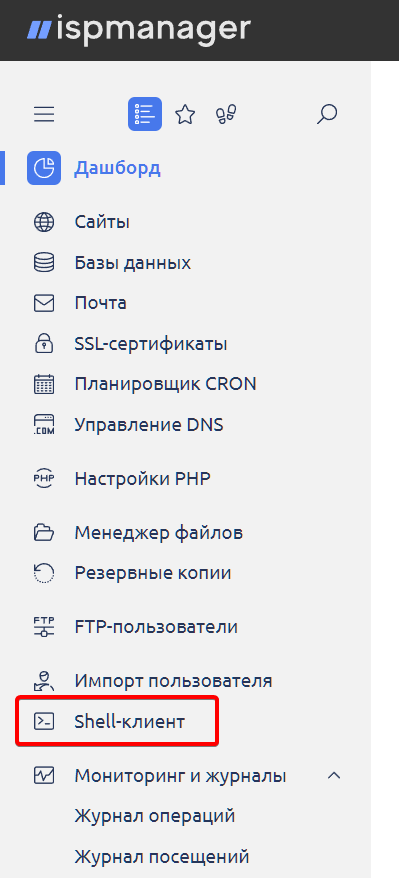 ispmanager
Дашборд
Сайты
Базы данных
Почта
SSL-сертификаты
Планировщик CRON
.COM
Управление DNS
PHP
Настройки PHP
Менеджер файлов
Резервные копии
FTP
FTP-пользователи
Импорт пользователя
Shell-клиент
Мониторинг и журналы
Журнал операций
Журнал посещений